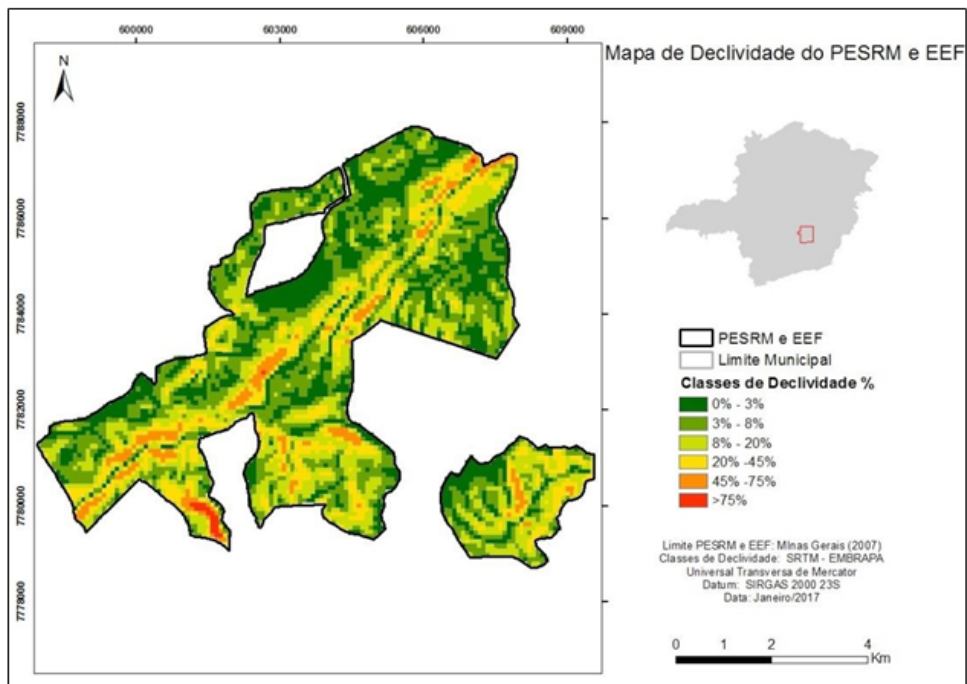 600000 603000 606000 609000
Mapa de Declividade do PESRM e EEF
N
7788000
7786000
7784000
7782000
7780000
7778000
PESRM e EEF
Limite Municipal
Classes de Declividade %
0% - 3%
3% - 8%
8% - 20%
20% -45%
45% -75%
>75%
Limite PESRM e EEF: MInas Gerais (2007)
Classes de Declividade: SRTM - EMBRAPA
Universal Transversa de Mercator
Datum: SIRGAS 2000 23S
Data: Janeiro/2017
0 1 2 4
Km